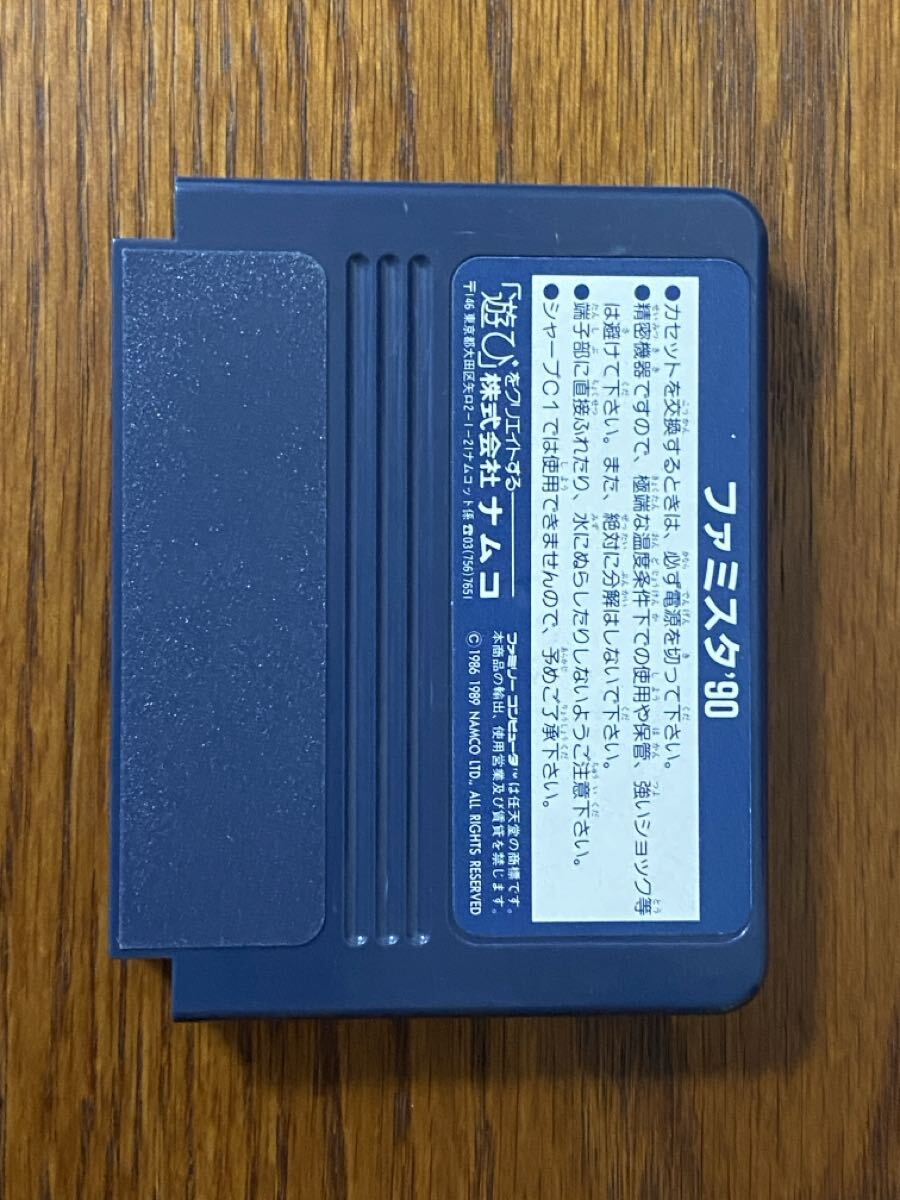 ファミスタ'90
●カセットを交換するときは、必ず電源を切って下さい。
●精密機器ですので、極端な温度条件下での使用や保管、強いショック等
は避けて下さい。また、絶対に分解はしないで下さい。
●端子部に直接ふれたり、水にぬらしたりしないようご注意下さい。
●シャープC1では使用できませんので、予めご了承下さい。
「遊び」をクリエイトする
株式会社 ナムコ
〒146 東京都大田区矢口2-1-21ナムコット係 ☎03(756)7651
ファミリーコンピュータ™は任天堂の商標です。
本商品の輸出、使用営業及び賃貸を禁じます。
© 1986 1989 NAMCO LTD., ALL RIGHTS RESERVED